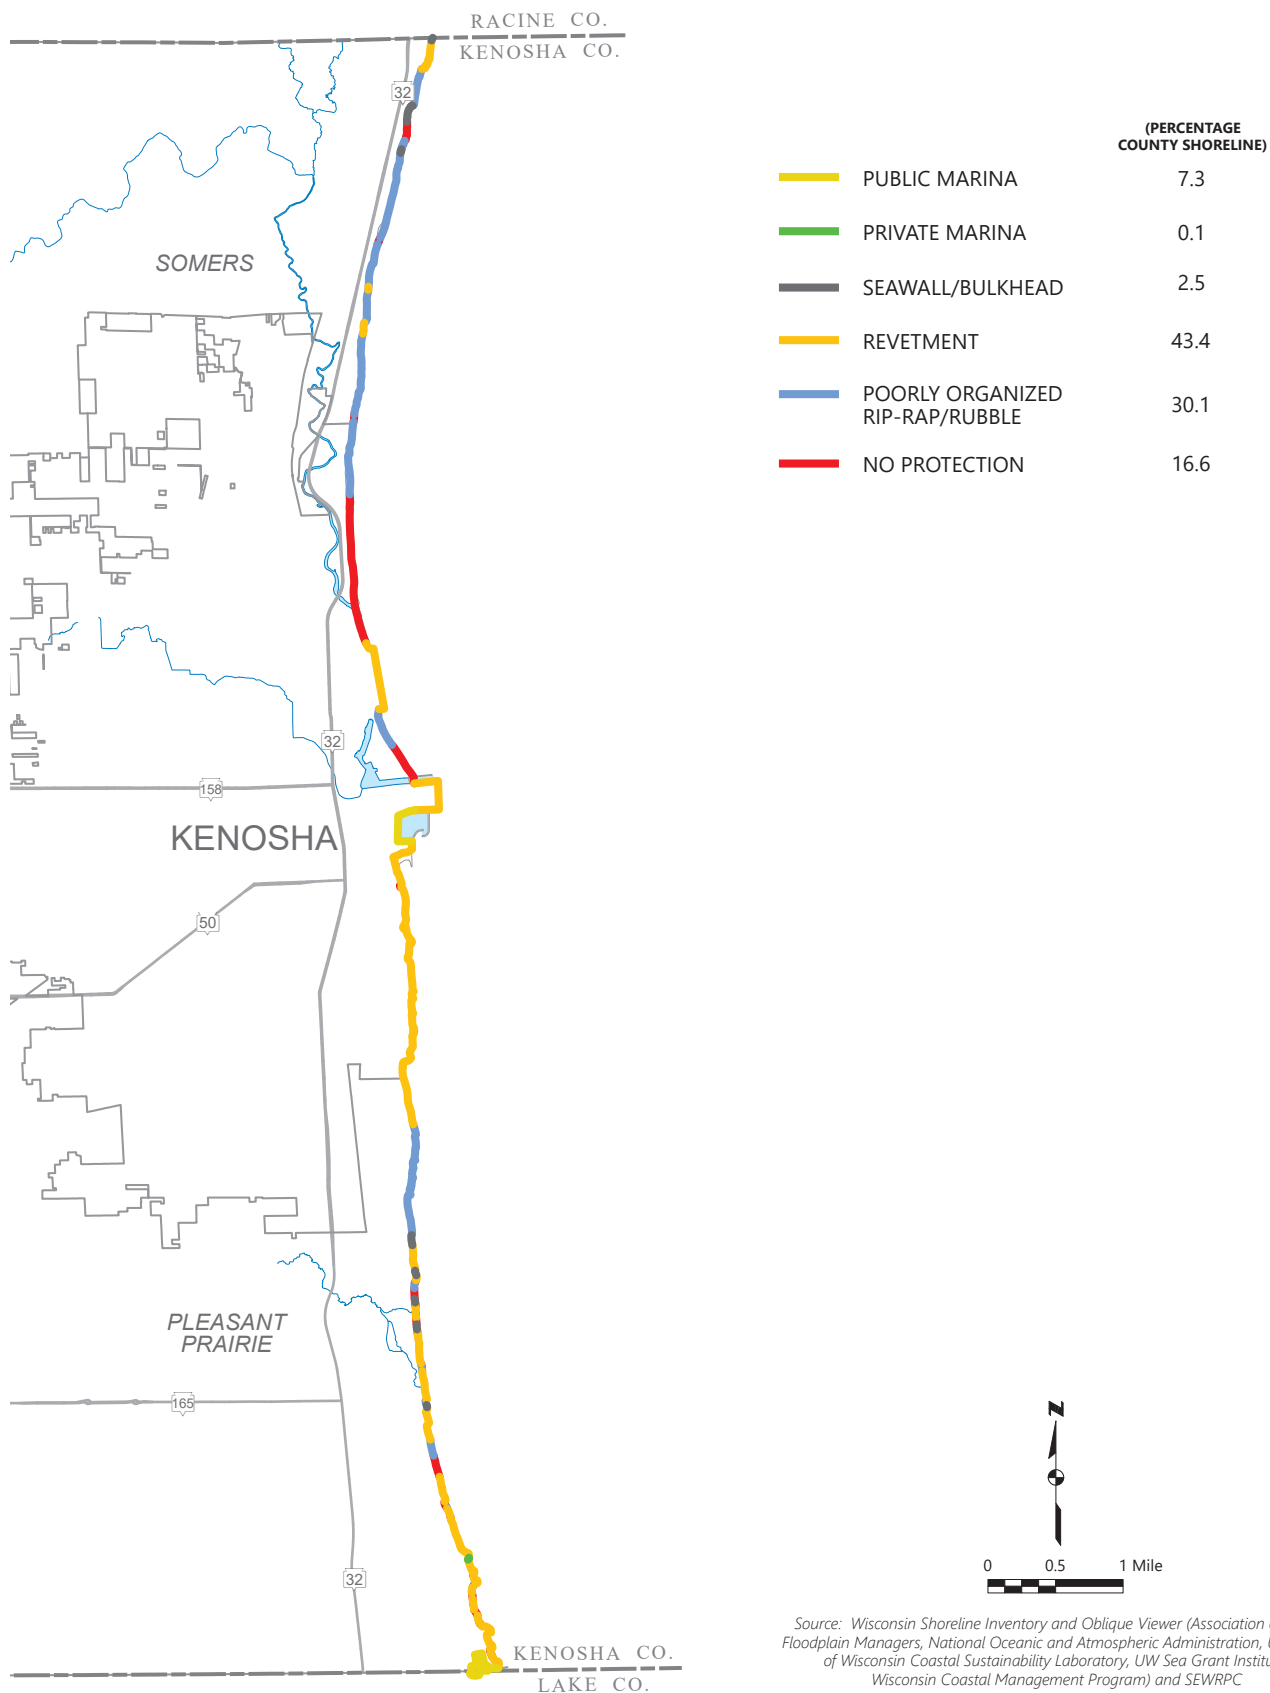 RACINE CO.
KENOSHA CO.
32
SOMERS
32
158
KENOSHA
50
PLEASANT
PRAIRIE
165
32
KENOSHA CO.
LAKE CO.
(PERCENTAGE
COUNTY SHORELINE)
PUBLIC MARINA 7.3
PRIVATE MARINA 0.1
SEAWALL/BULKHEAD 2.5
REVETMENT 43.4
POORLY ORGANIZED
RIP-RAP/RUBBLE 30.1
NO PROTECTION 16.6
N
0 0.5 1 Mile
Source: Wisconsin Shoreline Inventory and Oblique Viewer (Association
Floodplain Managers, National Oceanic and Atmospheric Administration,
of Wisconsin Coastal Sustainability Laboratory, UW Sea Grant Institu
Wisconsin Coastal Management Program) and SEWRPC